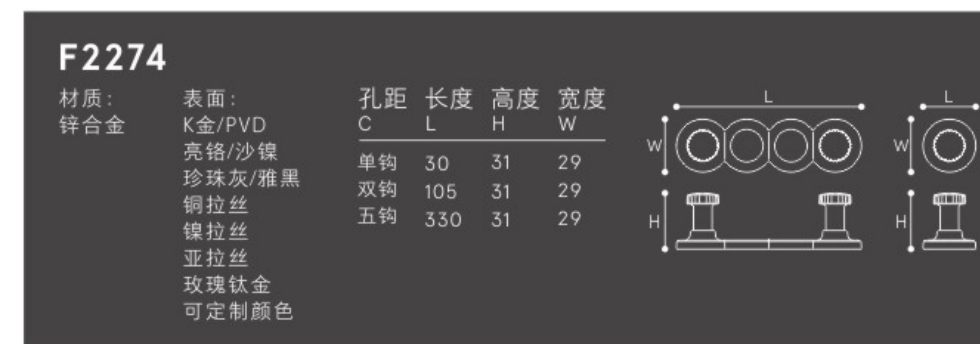 F2274
材质:
锌合金
表面:
K金/PVD
亮铬/沙镍
珍珠灰/雅黑
铜拉丝
镍拉丝
亚拉丝
玫瑰钛金
可定制颜色
孔距 长度 高度 宽度
C L H W
单钩 30 31 29
双钩 105 31 29
五钩 330 31 29
L
W
H
L
W
H